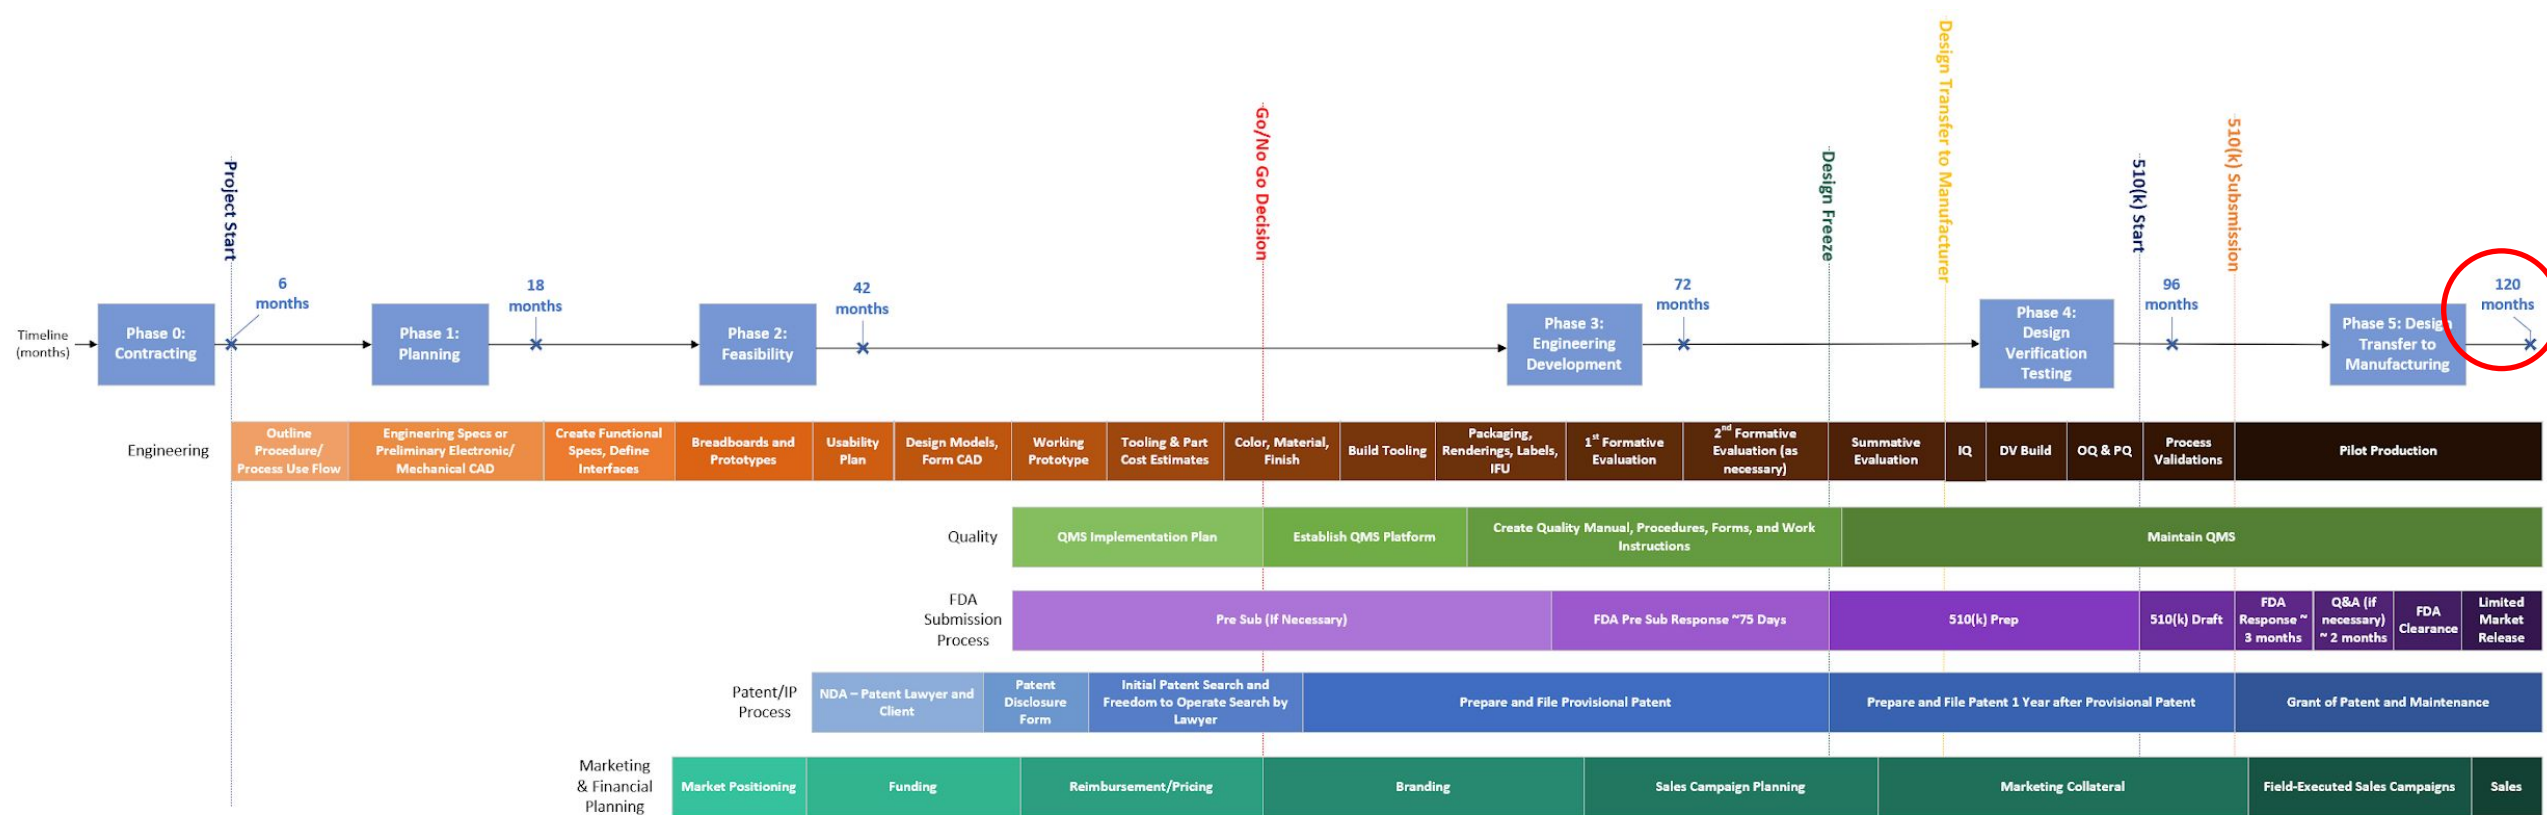 Project Start
Go/No Go Decision
Design Freeze
Design Transfer to Manufacturer
510(k) Start
510(k) Subsmission
6
months
18
months
42
months
72
months
96
months
120
months
Timeline
(months)
Phase 0:
Contracting
Phase 1:
Planning
Phase 2:
Feasibility
Phase 3:
Engineering
Development
Phase 4:
Design
Verification
Testing
Phase 5: Design
Transfer to
Manufacturing
Engineering
Outline
Procedure/
Process Use Flow
Engineering Specs or
Preliminary Electronic/
Mechanical CAD
Create Functional
Specs, Define
Interfaces
Breadboards and
Prototypes
Usability
Plan
Design Models,
Form CAD
Working
Prototype
Tooling & Part
Cost Estimates
Color, Material,
Finish
Build Tooling
Packaging,
Renderings, Labels,
IFU
1st Formative
Evaluation
2nd Formative
Evaluation (as
necessary)
Summative
Evaluation
IQ
DV Build
OQ & PQ
Process
Validations
Pilot Production
Quality
QMS Implementation Plan
Establish QMS Platform
Create Quality Manual, Procedures, Forms, and Work
Instructions
Maintain QMS
FDA
Submission
Process
Pre Sub (If Necessary)
FDA Pre Sub Response ~75 Days
510(k) Prep
510(k) Draft
FDA
Response ~
3 months
Q&A (if
necessary)
~ 2 months
FDA
Clearance
Limited
Market
Release
Patent/IP
Process
NDA – Patent Lawyer and
Client
Patent
Disclosure
Form
Initial Patent Search and
Freedom to Operate Search by
Lawyer
Prepare and File Provisional Patent
Prepare and File Patent 1 Year after Provisional Patent
Grant of Patent and Maintenance
Marketing
& Financial
Planning
Market Positioning
Funding
Reimbursement/Pricing
Branding
Sales Campaign Planning
Marketing Collateral
Field-Executed Sales Campaigns
Sales